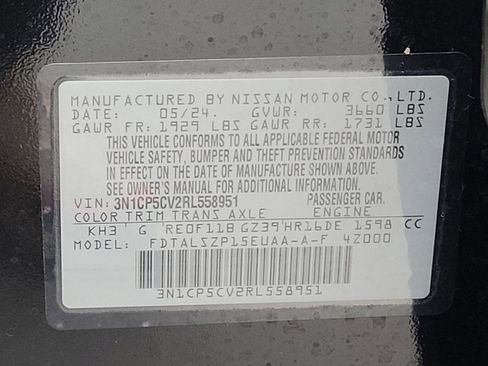 MANUFACTURED BY NISSAN MOTOR CO.,LTD.
DATE: 05/24. GVWR: 3660 LBS
GAWR FR: 1929 LBS GAWR RR: 1731 LBS
THIS VEHICLE CONFORMS TO ALL APPLICABLE FEDERAL MOTOR
VEHICLE SAFETY, BUMPER AND THEFT PREVENTION STANDARDS
IN EFFECT ON THE DATE OF MANUFACTURE SHOWN ABOVE.
SEE OWNER'S MANUAL FOR ADDITIONAL INFORMATION.
VIN: 3N1CP5CV2RL558951 PASSENGER CAR.
COLOR TRIM TRANS AXLE ENGINE
KH3 G RE0F11B GZ39 HR16DE 1598 CC
MODEL: FDTALSZP15EUAA-A-F 4Z000
3N1CP5CV2RL558951